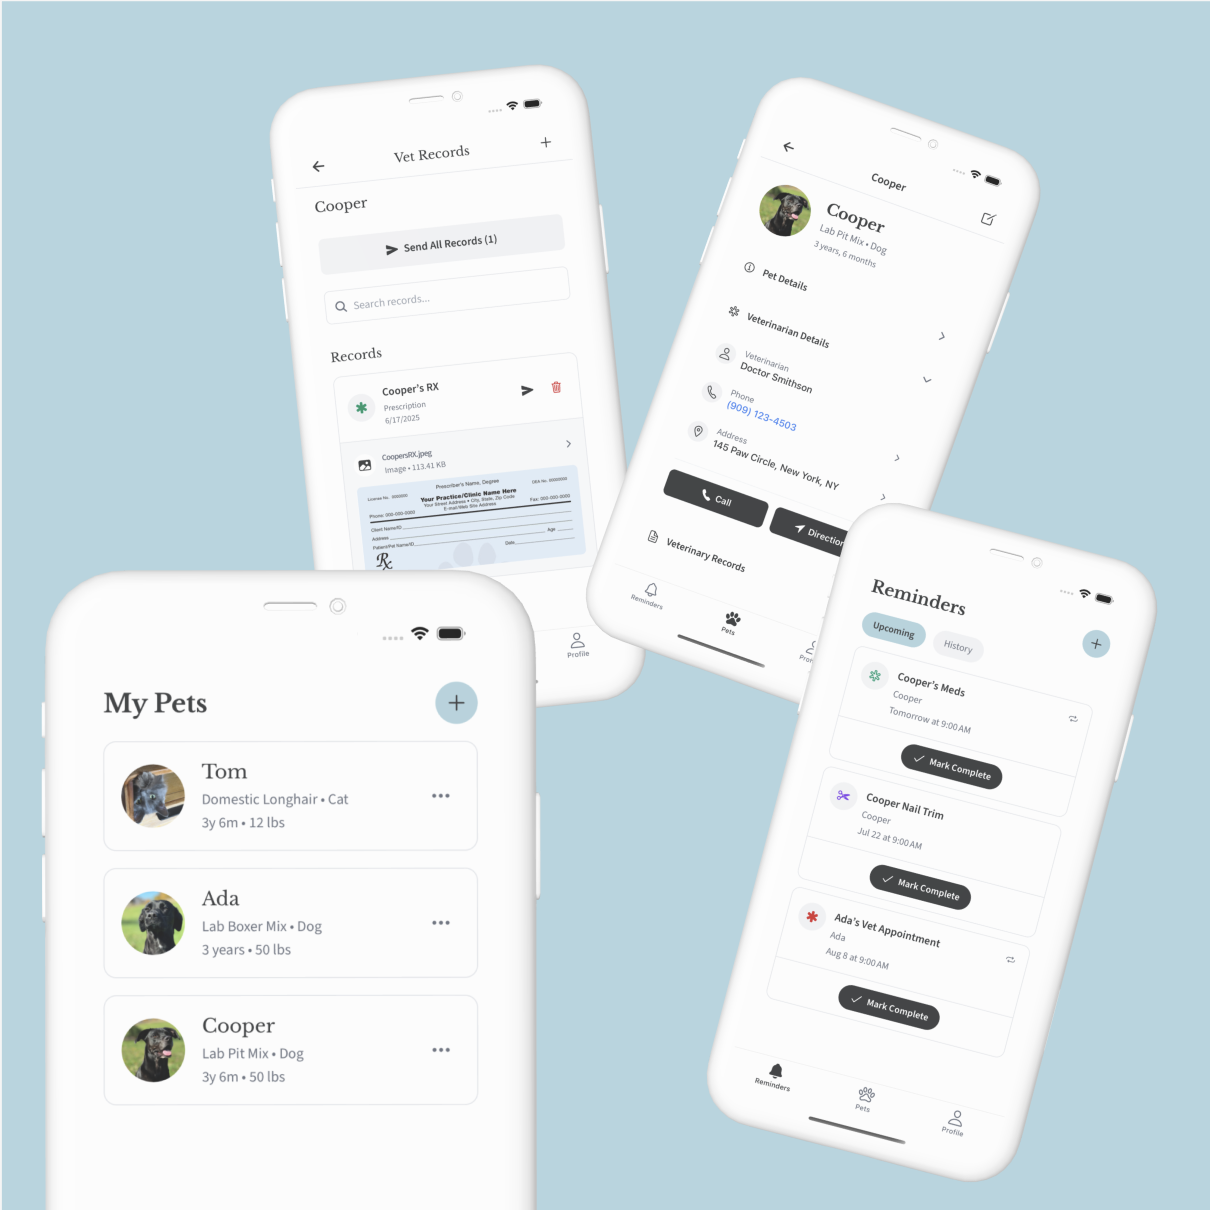 Vet Records
Cooper
Send All Records (1)
Search records...
Records
Cooper's RX
Prescription
6/17/2025
CoopersRX.jpeg
Image • 113.41 KB
Prescriber's Name, Degree
License No. 0000000
DEA No. 00000000
Your Practice/Clinic Name Here
Your Street Address • City, State, Zip Code
Phone: 000-000-0000
Fax: 000-000-0000
E-mail/Web Site Address
Client Name/ID
Address
Age
Patient/Pet Name/ID
Date
Rx
Profile
Cooper
Cooper
Lab Pit Mix • Dog
3 years, 6 months
Pet Details
Veterinarian Details
Veterinarian
Doctor Smithson
Phone
(909) 123-4503
Address
145 Paw Circle, New York, NY
Call
Direction
Veterinary Records
Reminders
Pets
Pro
My Pets
Tom
Domestic Longhair • Cat
3y 6m • 12 lbs
Ada
Lab Boxer Mix • Dog
3 years • 50 lbs
Cooper
Lab Pit Mix • Dog
3y 6m • 50 lbs
Reminders
Upcoming
History
Cooper's Meds
Cooper
Tomorrow at 9:00 AM
Mark Complete
Cooper Nail Trim
Cooper
Jul 22 at 9:00 AM
Mark Complete
Ada's Vet Appointment
Ada
Aug 8 at 9:00 AM
Mark Complete
Reminders
Pets
Profile